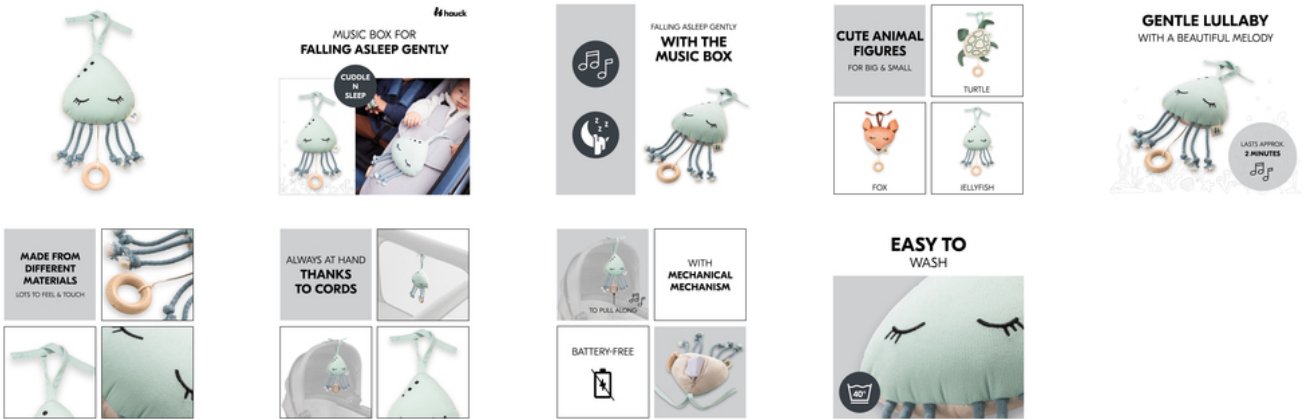 hauck
MUSIC BOX FOR
FALLING ASLEEP GENTLY
CUDDLE
N
SLEEP
FALLING ASLEEP GENTLY
WITH THE
MUSIC BOX
Z
Z
Z
CUTE ANIMAL
FIGURES
FOR BIG & SMALL
TURTLE
FOX
JELLYFISH
GENTLE LULLABY
WITH A BEAUTIFUL MELODY
LASTS APPROX.
2 MINUTES
MADE FROM
DIFFERENT
MATERIALS
LOTS TO FEEL & TOUCH
ALWAYS AT HAND
THANKS
TO CORDS
TO PULL ALONG
WITH
MECHANICAL
MECHANISM
BATTERY-FREE
EASY TO
WASH
40°